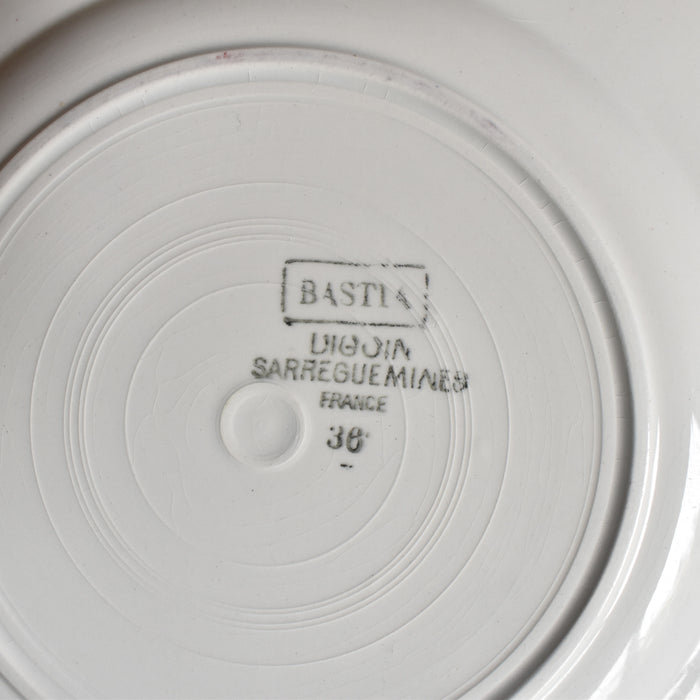 BASTIA
DIGOIN
SARREGUEMINES
FRANCE
36